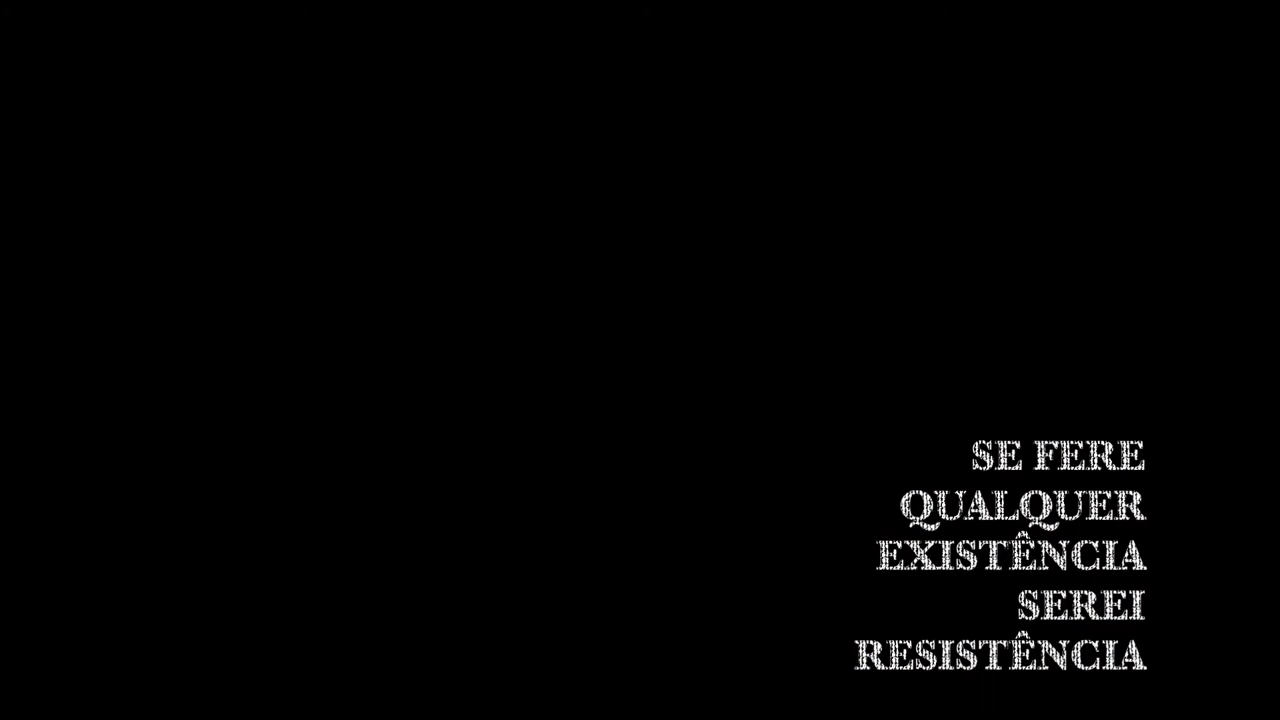 SE FERE
QUALQUER
EXISTÊNCIA
SEREI
RESISTÊNCIA